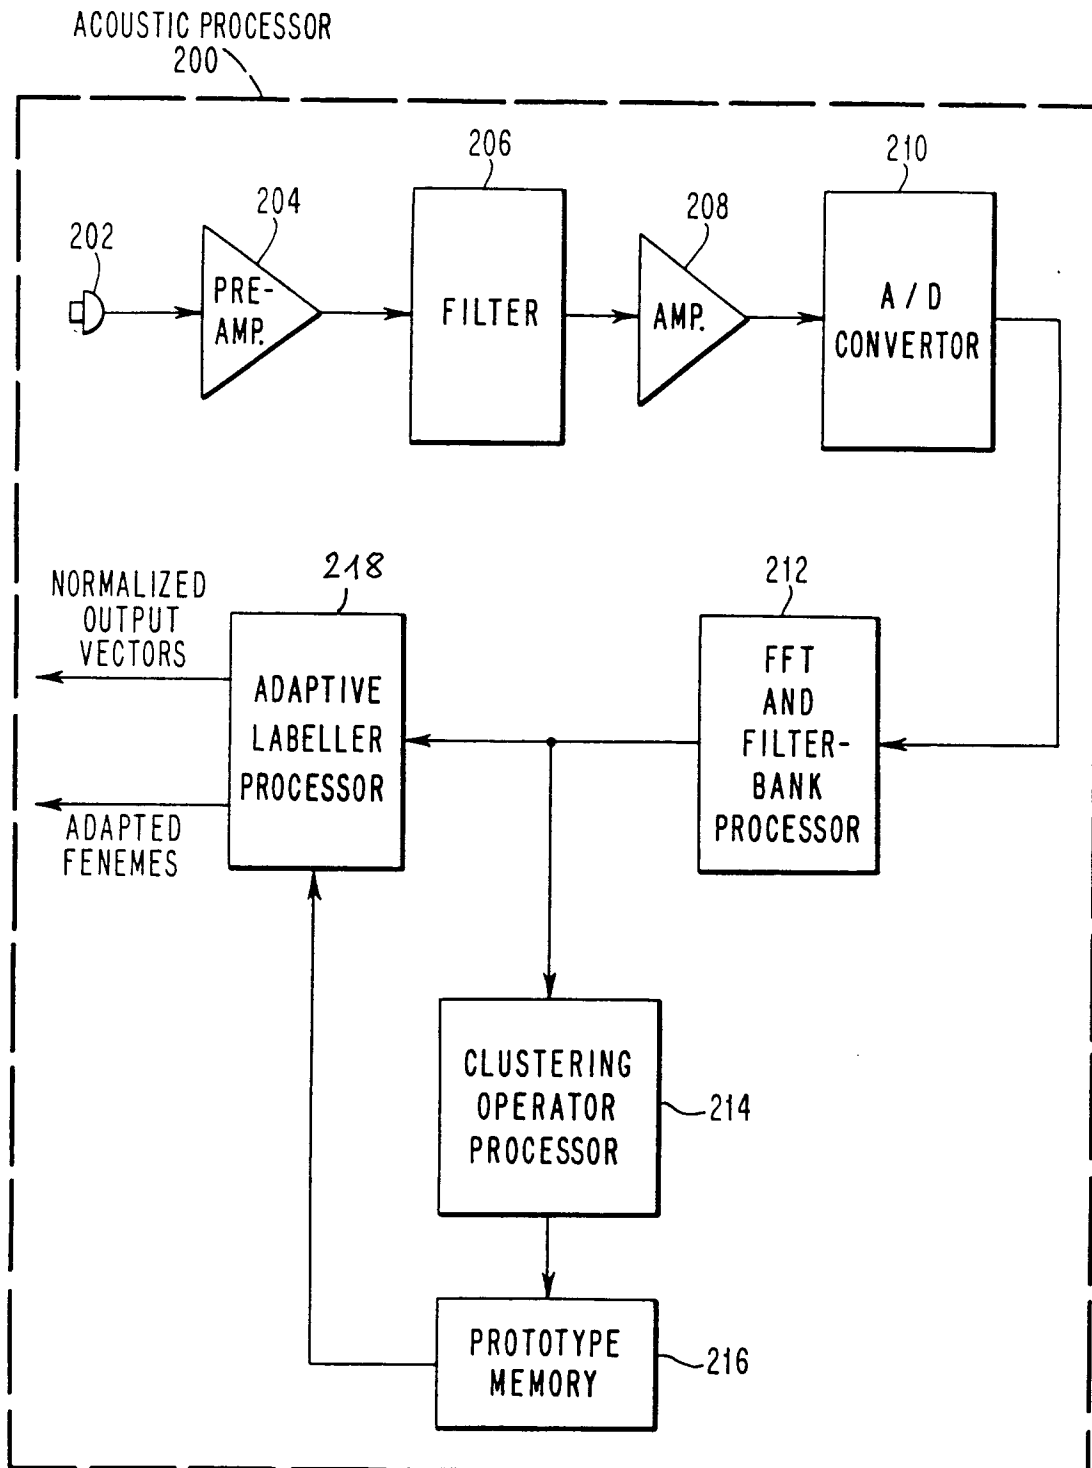 ACOUSTIC PROCESSOR
200
206
210
204
208
202
PRE-
AMP.
FILTER
AMP.
A/D
CONVERTOR
218
212
NORMALIZED
OUTPUT
VECTORS
ADAPTIVE
LABELLER
PROCESSOR
FFT
AND
FILTER-
BANK
PROCESSOR
ADAPTED
FENEMES
CLUSTERING
OPERATOR
PROCESSOR
214
PROTOTYPE
MEMORY
216